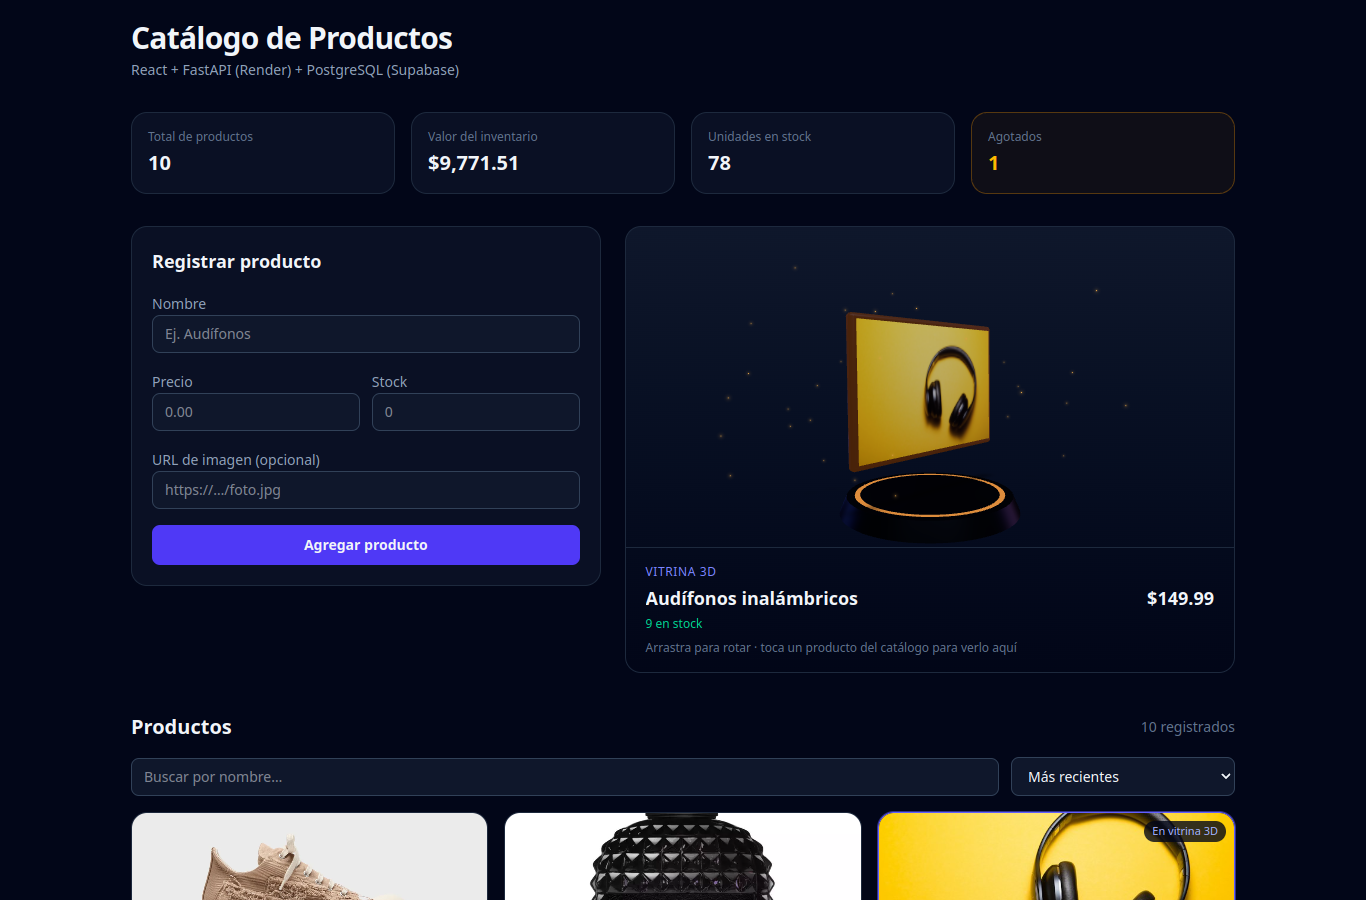 Catálogo de Productos
React + FastAPI (Render) + PostgreSQL (Supabase)
Total de productos
10
Valor del inventario
$9,771.51
Unidades en stock
78
Agotados
1
Registrar producto
Nombre
Ej. Audífonos
Precio
Stock
0.00
0
URL de imagen (opcional)
https://.../foto.jpg
Agregar producto
VITRINA 3D
Audífonos inalámbricos
$149.99
9 en stock
Arrastra para rotar · toca un producto del catálogo para verlo aquí
Productos
10 registrados
Buscar por nombre...
Más recientes
En vitrina 3D